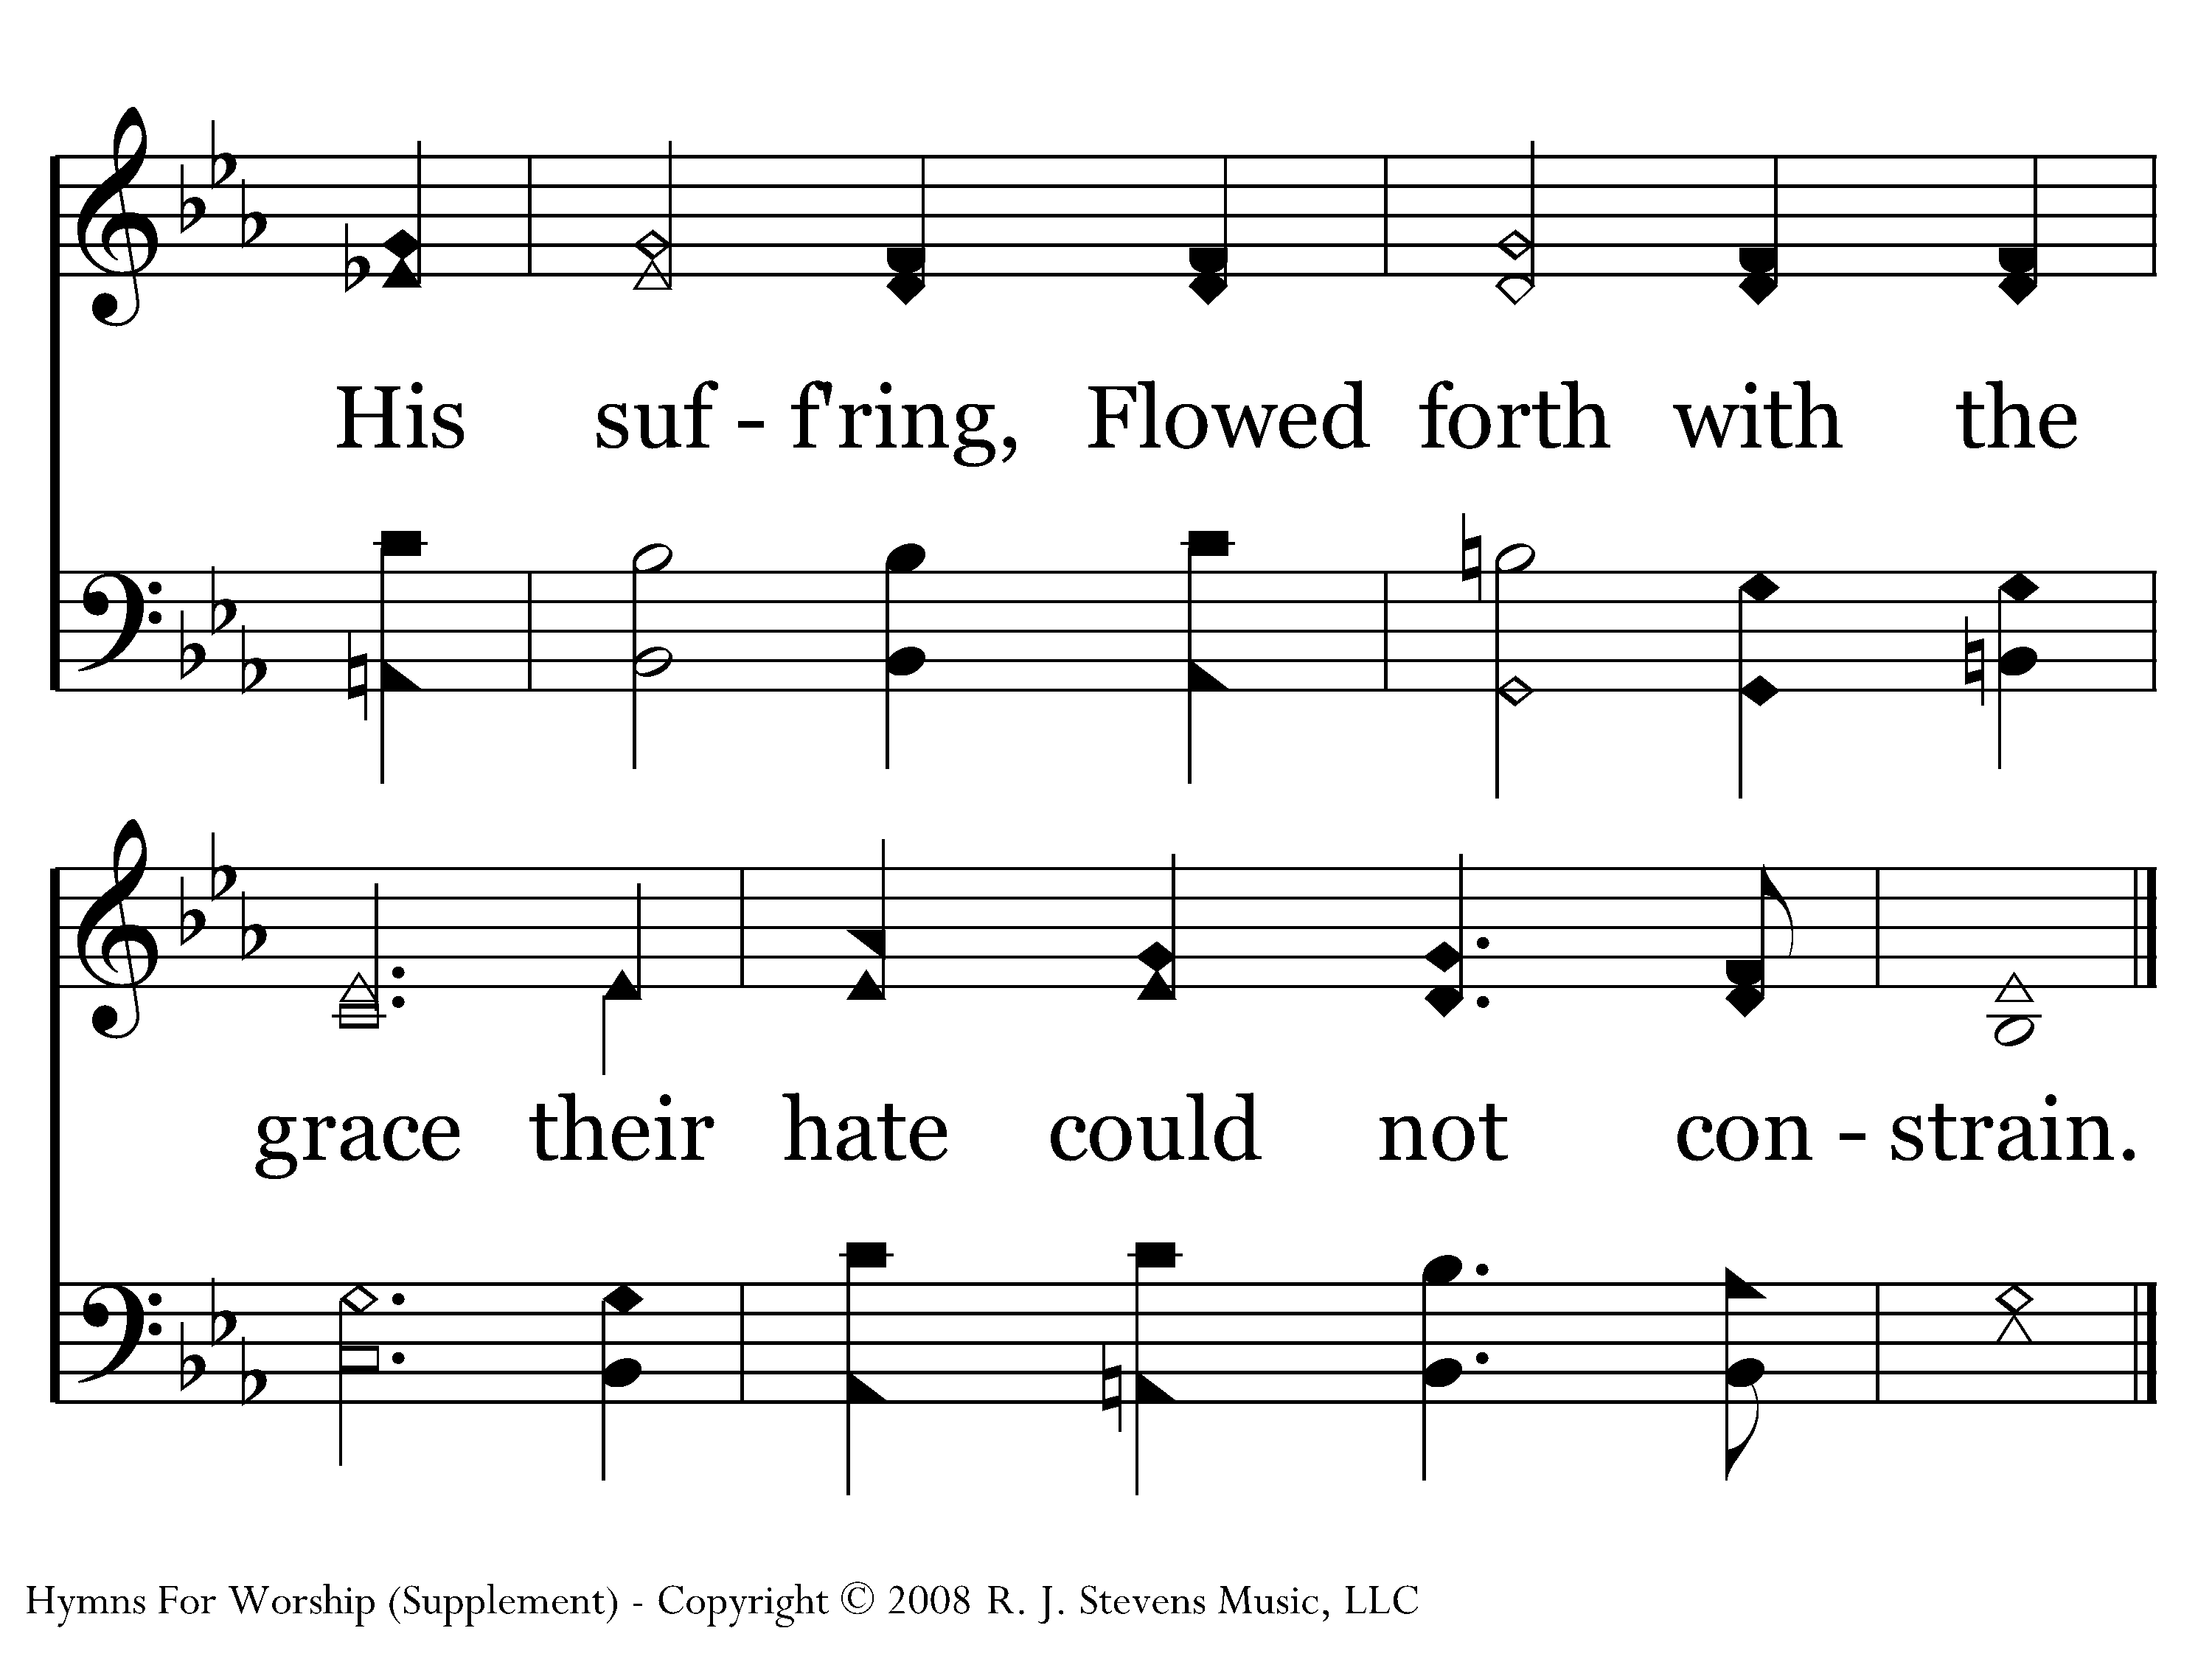 His suf - f'ring, Flowed forth with the
grace their hate could not con - strain.
Hymns For Worship (Supplement) - Copyright © 2008 R. J. Stevens Music, LLC